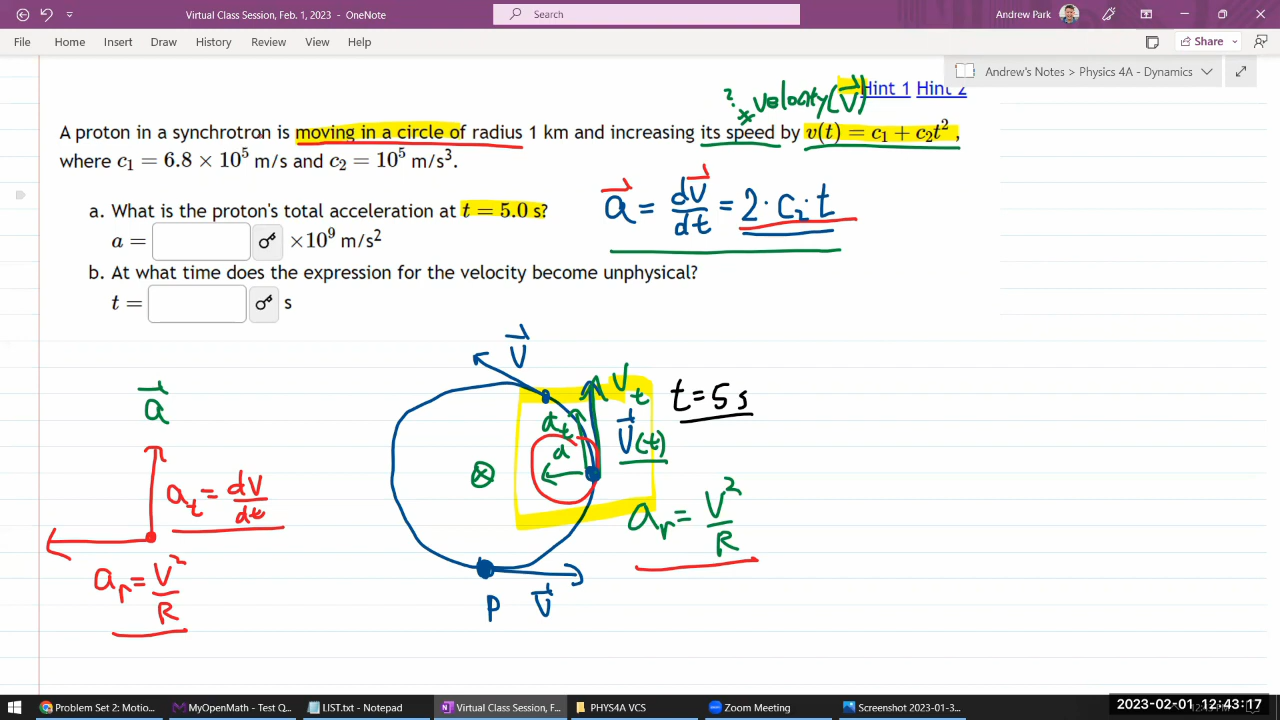 Virtual Class Session, Feb. 1, 2023 - OneNote
Search
Andrew Park
File Home Insert Draw History Review View Help
Share
Andrew's Notes > Physics 4A - Dynamics
? * velocity(v⃗)
Hint 1 Hint 2
A proton in a synchrotron is moving in a circle of radius 1 km and increasing its speed by v(t) = c₁ + c₂t²,
where c₁ = 6.8 × 10⁵ m/s and c₂ = 10⁵ m/s³.
a⃗ = dv⃗/dt = 2·c₂·t
a. What is the proton's total acceleration at t = 5.0 s?
a = ×10⁹ m/s²
b. At what time does the expression for the velocity become unphysical?
t = s
v⃗
a⃗
Vt
t = 5 s
at
v⃗(t)
a
⊗
at = dV/dt
ar = V²/R
ar = V²/R
P v⃗
Problem Set 2: Motio...
MyOpenMath - Test Q...
LIST.txt - Notepad
Virtual Class Session, F...
PHYS4A VCS
Zoom Meeting
Screenshot 2023-01-3...
2023-02-01 12:43:17